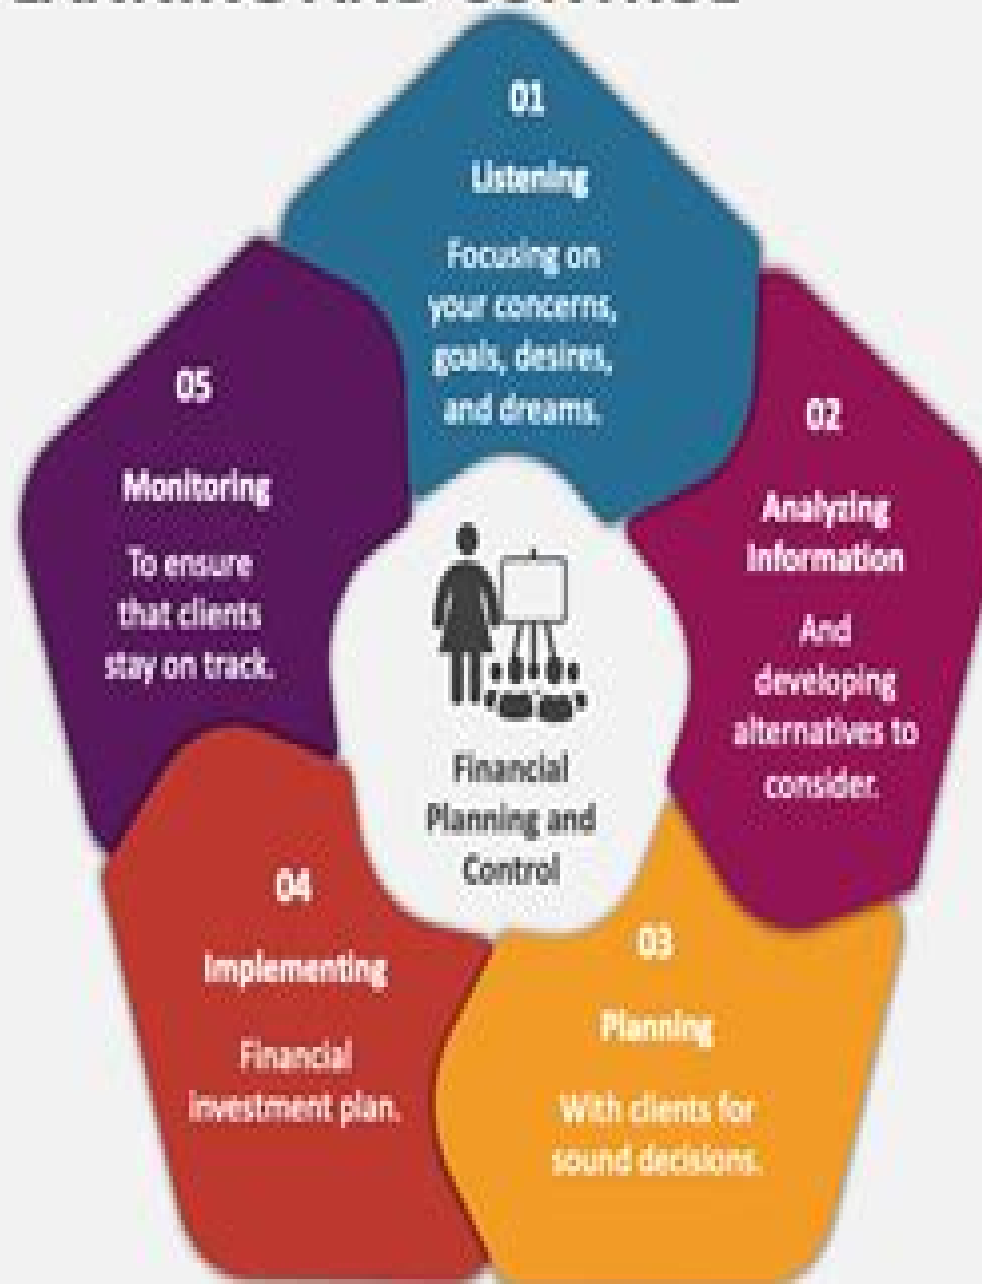 01
Listening
Focusing on
your concerns,
goals, desires,
and dreams.
02
Analyzing
Information
And
developing
alternatives to
consider.
03
Planning
With clients for
sound decisions.
04
Implementing
Financial
investment plan.
05
Monitoring
To ensure
that clients
stay on track.
Financial
Planning and
Control